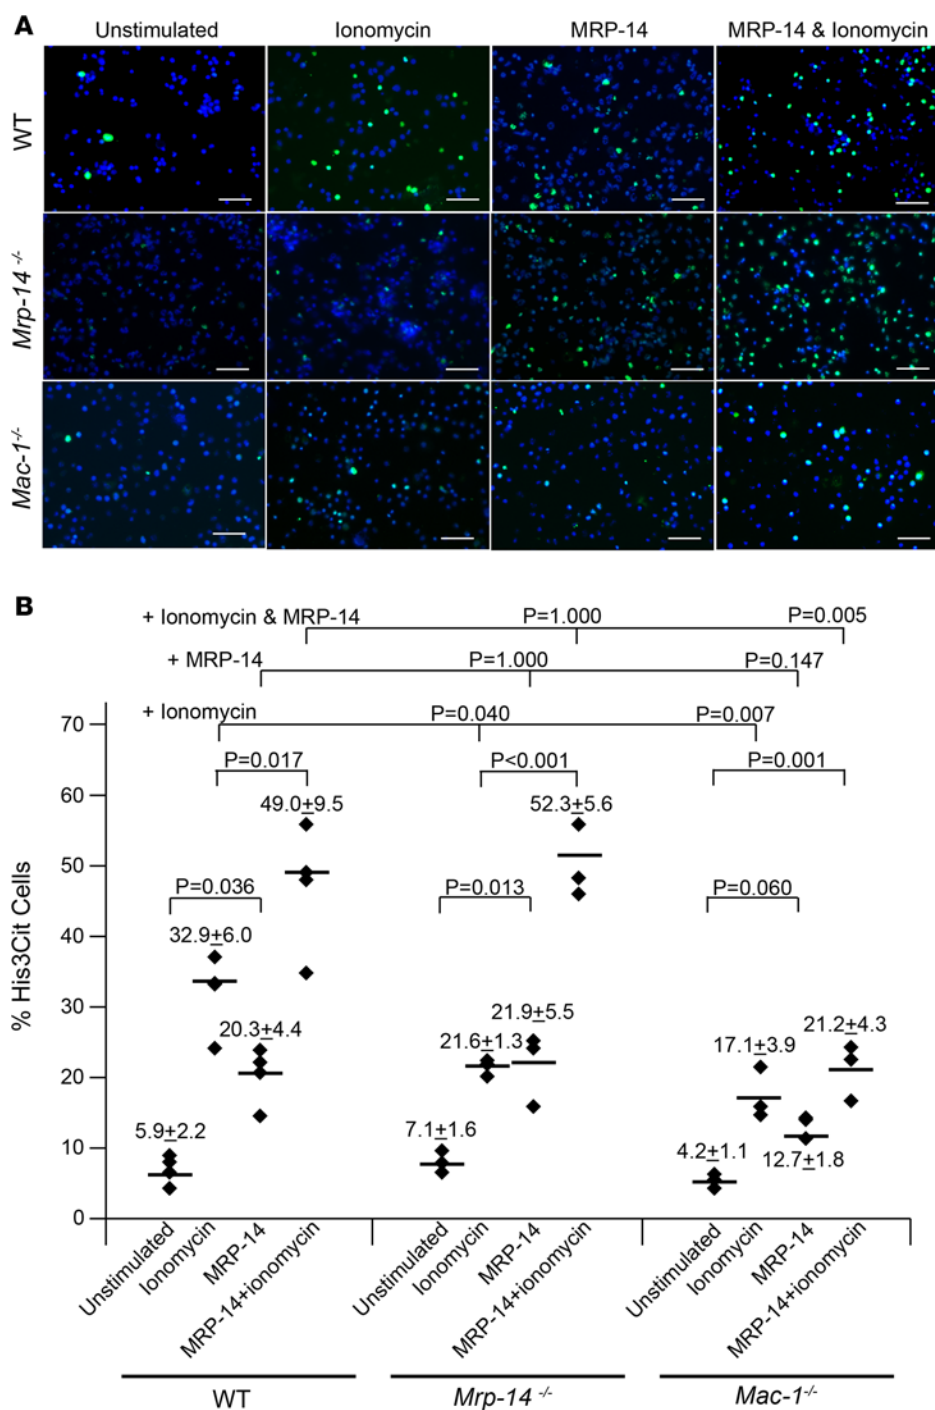 A
Unstimulated Ionomycin MRP-14 MRP-14 & Ionomycin
WT
Mrp-14 -/-
Mac-1-/-
B
+ Ionomycin & MRP-14 P=1.000 P=0.005
+ MRP-14 P=1.000 P=0.147
+ Ionomycin P=0.040 P=0.007
P=0.017 P<0.001 P=0.001
49.0±9.5 52.3±5.6
P=0.036 P=0.013 P=0.060
32.9±6.0
20.3±4.4 21.6±1.3 21.9±5.5 17.1±3.9 21.2±4.3
5.9±2.2 7.1±1.6 4.2±1.1 12.7±1.8
% His3Cit Cells
70
60
50
40
30
20
10
0
Unstimulated Ionomycin MRP-14 MRP-14+ionomycin
Unstimulated Ionomycin MRP-14 MRP-14+ionomycin
Unstimulated Ionomycin MRP-14 MRP-14+ionomycin
WT Mrp-14 -/- Mac-1-/-